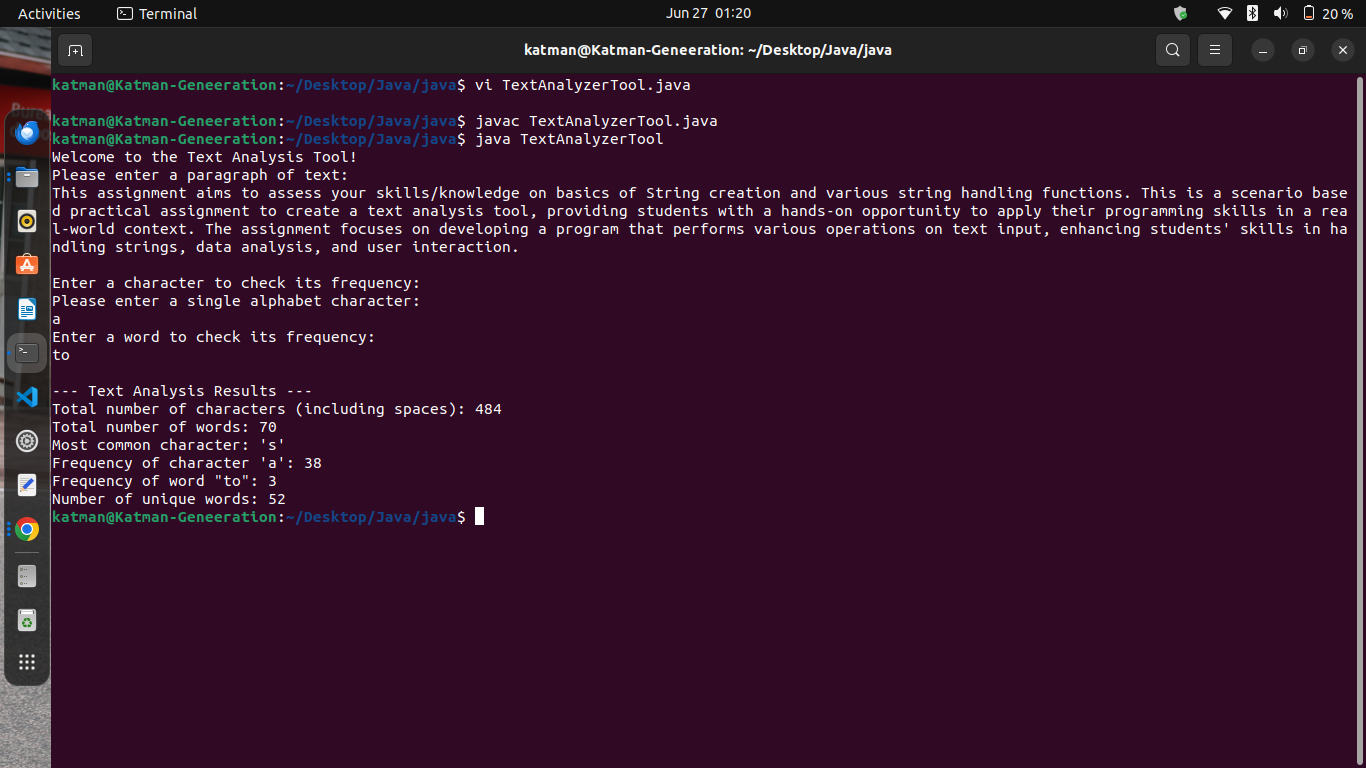 Activities
Terminal
Jun 27 01:20
20 %
katman@Katman-Geneeration: ~/Desktop/Java/java
katman@Katman-Geneeration:~/Desktop/Java/java$ vi TextAnalyzerTool.java
katman@Katman-Geneeration:~/Desktop/Java/java$ javac TextAnalyzerTool.java
katman@Katman-Geneeration:~/Desktop/Java/java$ java TextAnalyzerTool
Welcome to the Text Analysis Tool!
Please enter a paragraph of text:
This assignment aims to assess your skills/knowledge on basics of String creation and various string handling functions. This is a scenario base
d practical assignment to create a text analysis tool, providing students with a hands-on opportunity to apply their programming skills in a rea
l-world context. The assignment focuses on developing a program that performs various operations on text input, enhancing students' skills in ha
ndling strings, data analysis, and user interaction.
Enter a character to check its frequency:
Please enter a single alphabet character:
a
Enter a word to check its frequency:
to
--- Text Analysis Results ---
Total number of characters (including spaces): 484
Total number of words: 70
Most common character: 's'
Frequency of character 'a': 38
Frequency of word "to": 3
Number of unique words: 52
katman@Katman-Geneeration:~/Desktop/Java/java$